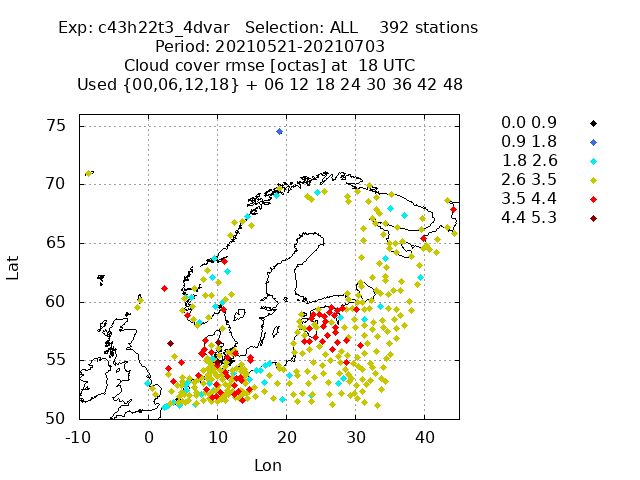 Exp: c43h22t3_4dvar   Selection: ALL    392 stations
Period: 20210521-20210703
Cloud cover rmse [octas] at  18 UTC
Used {00,06,12,18} + 06 12 18 24 30 36 42 48
0.0 0.9
0.9 1.8
1.8 2.6
2.6 3.5
3.5 4.4
4.4 5.3
Lat
75
70
65
60
55
50
-10 0 10 20 30 40
Lon